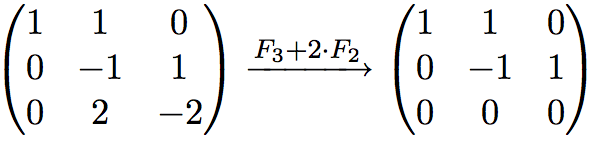 1 1 0 1 1 0
0 −1 1 F₃+2·F₂ 0 −1 1
0 2 −2 0 0 0